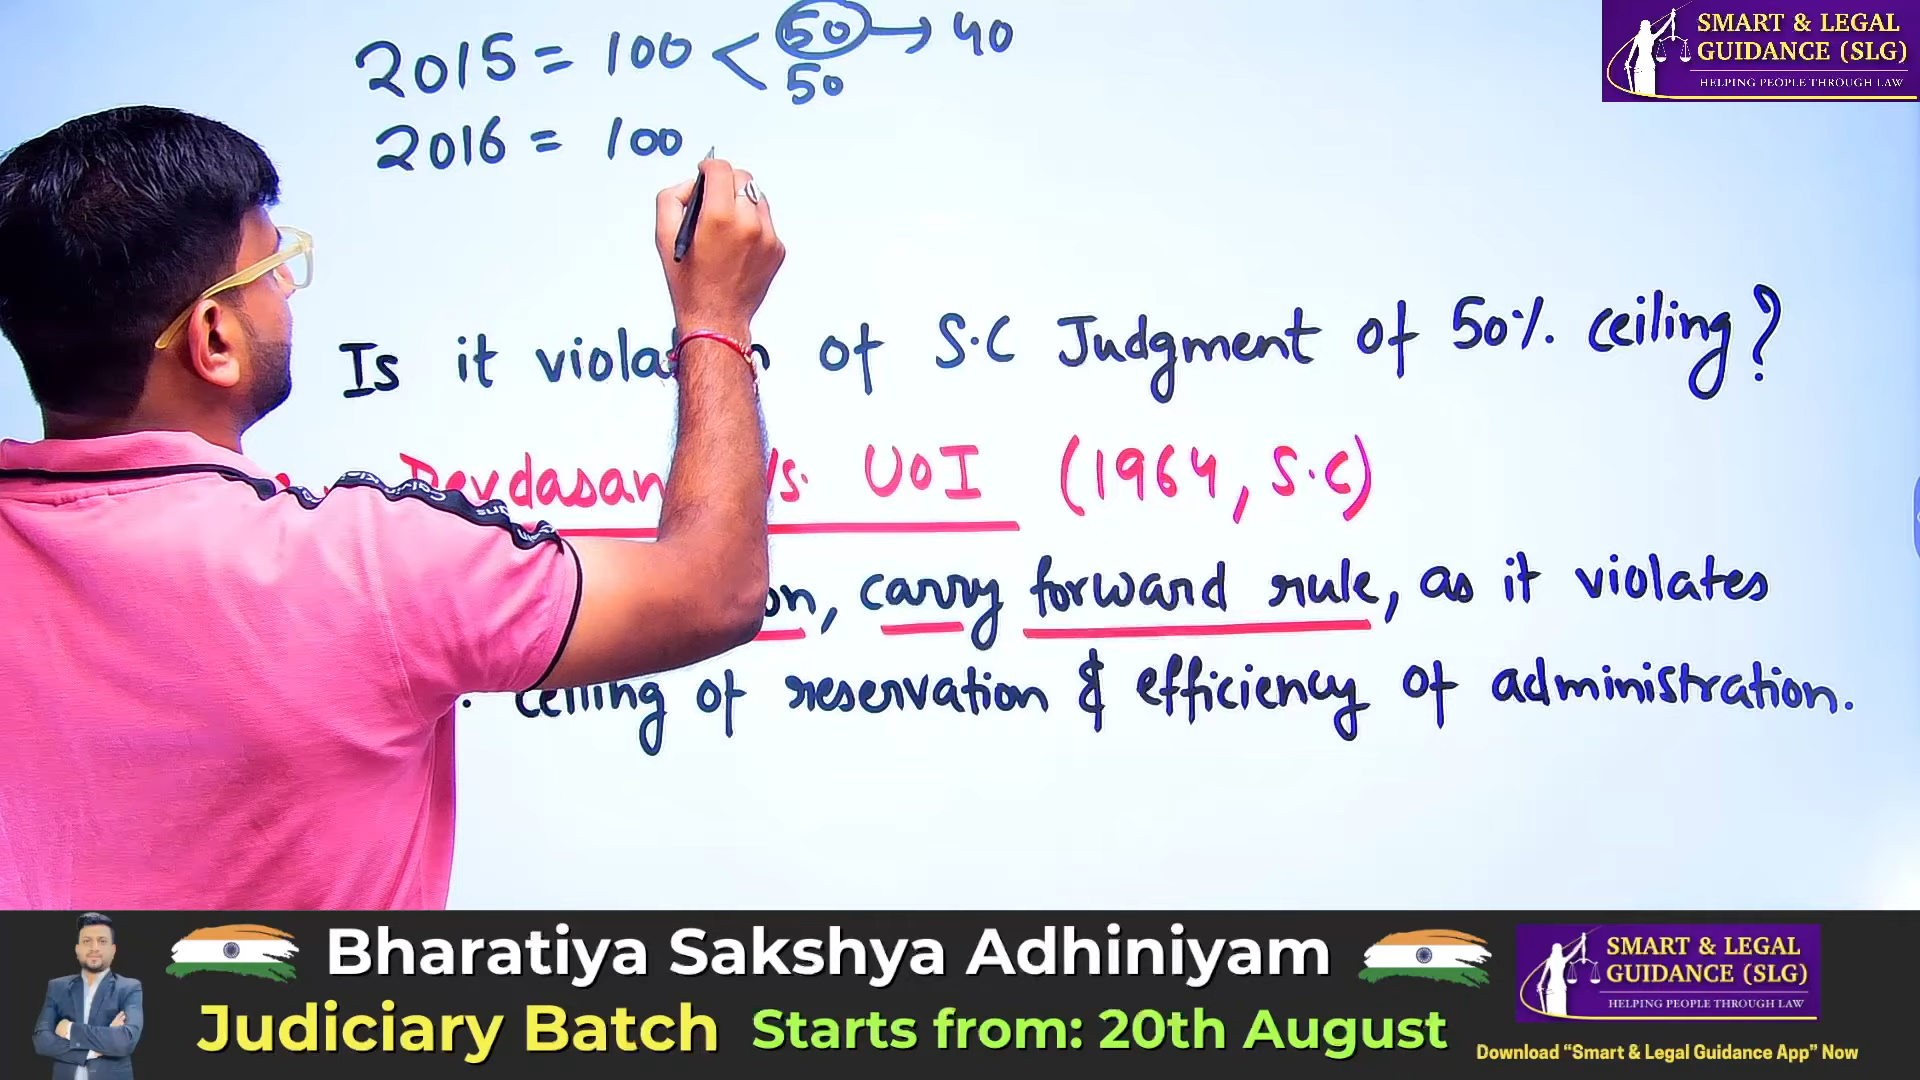 2015 = 100 < 50 → 40
50
2016 = 100
SMART & LEGAL
GUIDANCE (SLG)
HELPING PEOPLE THROUGH LAW
Is it of S.C Judgment of 50% ceiling?
UOI (1964, S.C)
carry forward rule, as it violates
ceiling of reservation & efficiency of administration.
Bharatiya Sakshya Adhiniyam
Judiciary Batch Starts from: 20th August
SMART & LEGAL
GUIDANCE (SLG)
HELPING PEOPLE THROUGH LAW
Download “Smart & Legal Guidance App” Now